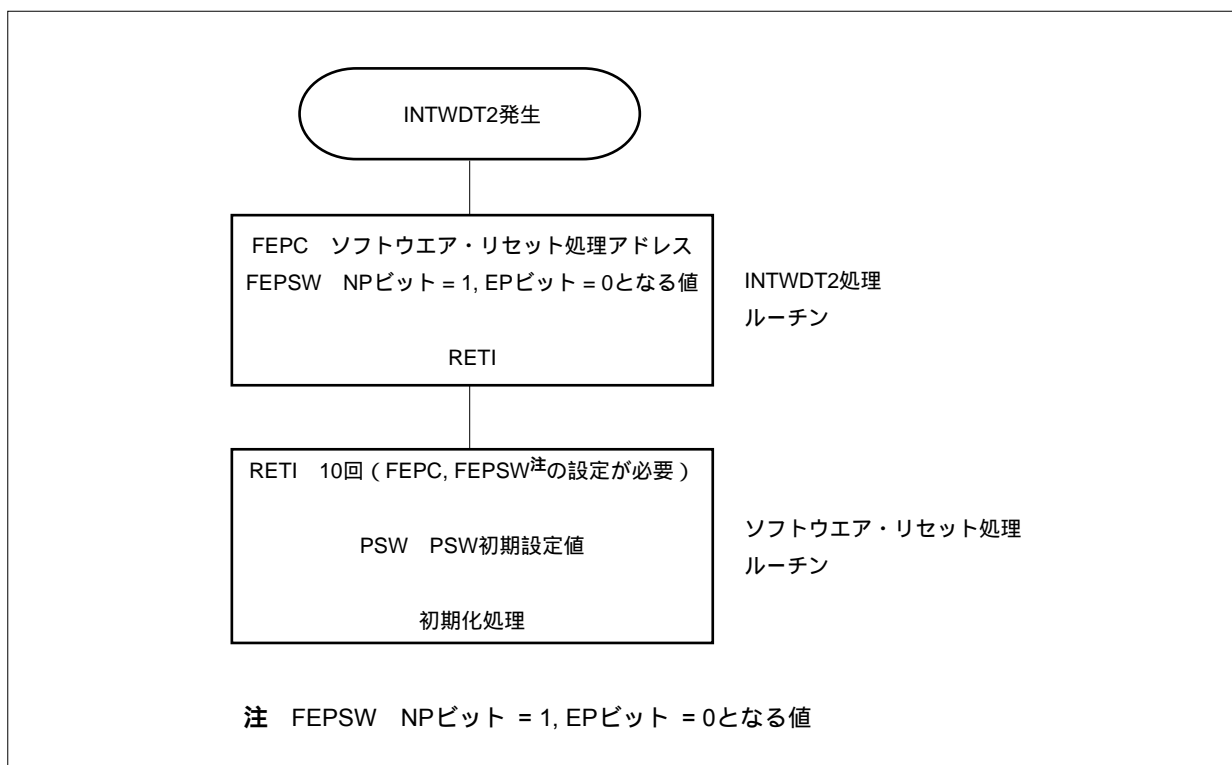 INTWDT2発生
FEPC　ソフトウエア・リセット処理アドレス
FEPSW　NPビット = 1, EPビット = 0となる値
RETI
INTWDT2処理
ルーチン
RETI　10回（FEPC, FEPSW注の設定が必要）
PSW　PSW初期設定値
初期化処理
ソフトウエア・リセット処理
ルーチン
注　FEPSW　NPビット = 1, EPビット = 0となる値